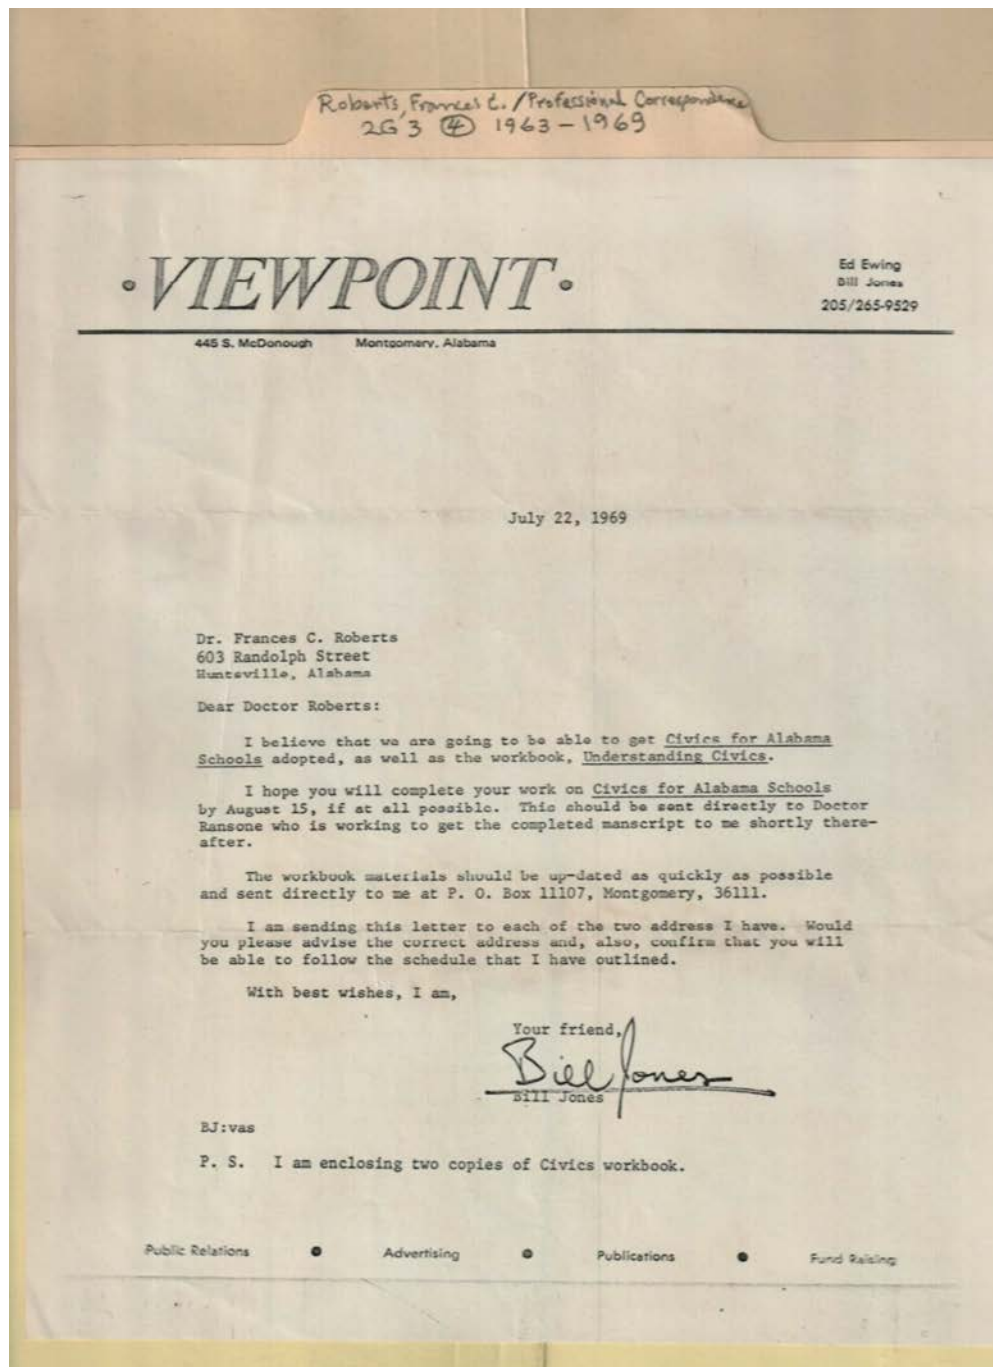 Roberts, Frances C. / Professional Correspondence
2G3 ④ 1963-1969
• VIEWPOINT •
Ed Ewing
Bill Jones
205/265-9529
445 S. McDonough Montgomery, Alabama
July 22, 1969
Dr. Frances C. Roberts
603 Randolph Street
Huntsville, Alabama
Dear Doctor Roberts:
I believe that we are going to be able to get Civics for Alabama
Schools adopted, as well as the workbook, Understanding Civics.
I hope you will complete your work on Civics for Alabama Schools
by August 15, if at all possible. This should be sent directly to Doctor
Ransone who is working to get the completed manscript to me shortly there-
after.
The workbook materials should be up-dated as quickly as possible
and sent directly to me at P. O. Box 11107, Montgomery, 36111.
I am sending this letter to each of the two address I have. Would
you please advise the correct address and, also, confirm that you will
be able to follow the schedule that I have outlined.
With best wishes, I am,
Your friend,
Bill Jones
Bill Jones
BJ:vas
P. S. I am enclosing two copies of Civics workbook.
Public Relations • Advertising • Publications • Fund Raising